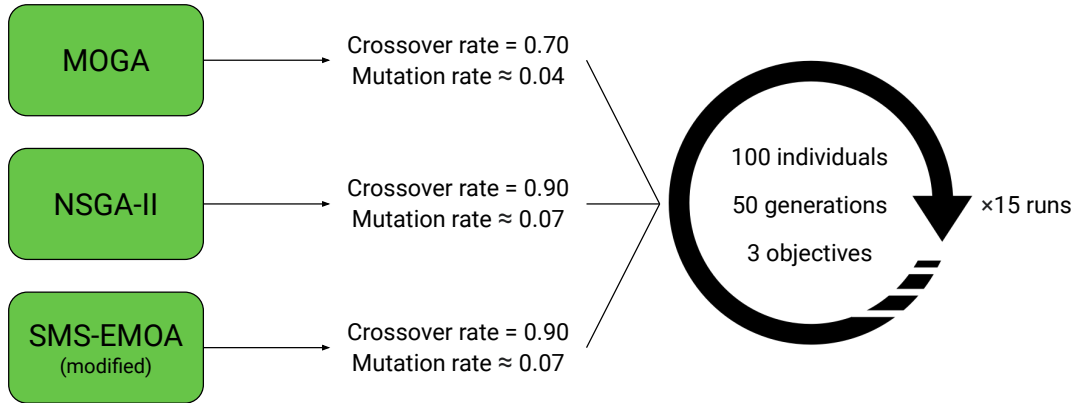 MOGA
Crossover rate = 0.70
Mutation rate ≈ 0.04
NSGA-II
Crossover rate = 0.90
Mutation rate ≈ 0.07
SMS-EMOA
(modified)
Crossover rate = 0.90
Mutation rate ≈ 0.07
100 individuals
50 generations
3 objectives
×15 runs